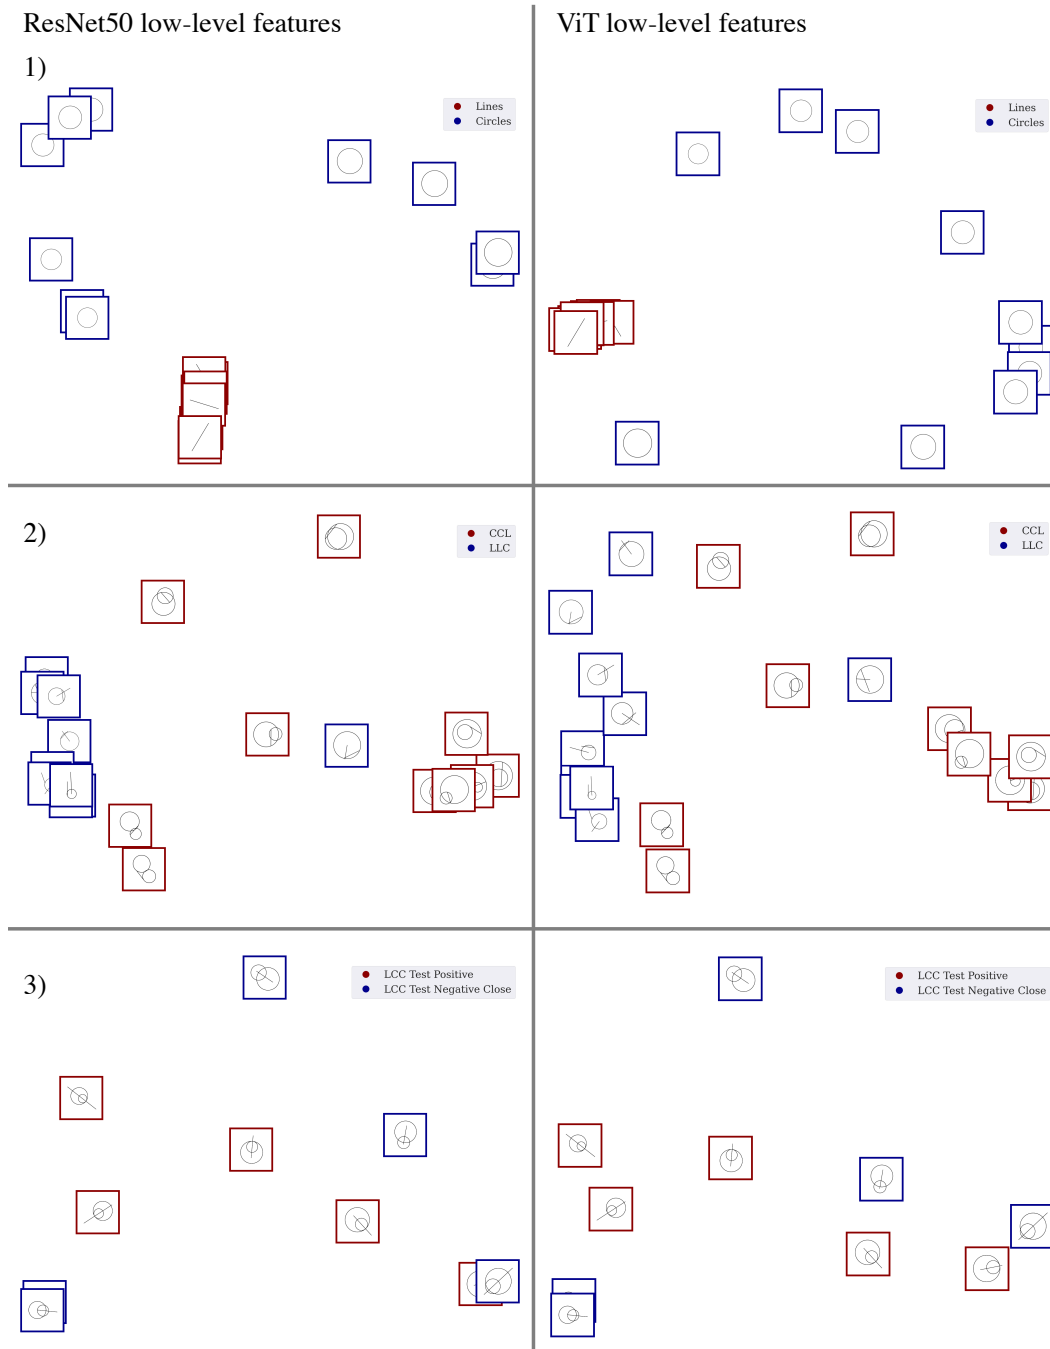 ResNet50 low-level features
ViT low-level features
1)
Lines
Circles
Lines
Circles
2)
CCL
LLC
CCL
LLC
3)
LCC Test Positive
LCC Test Negative Close
LCC Test Positive
LCC Test Negative Close